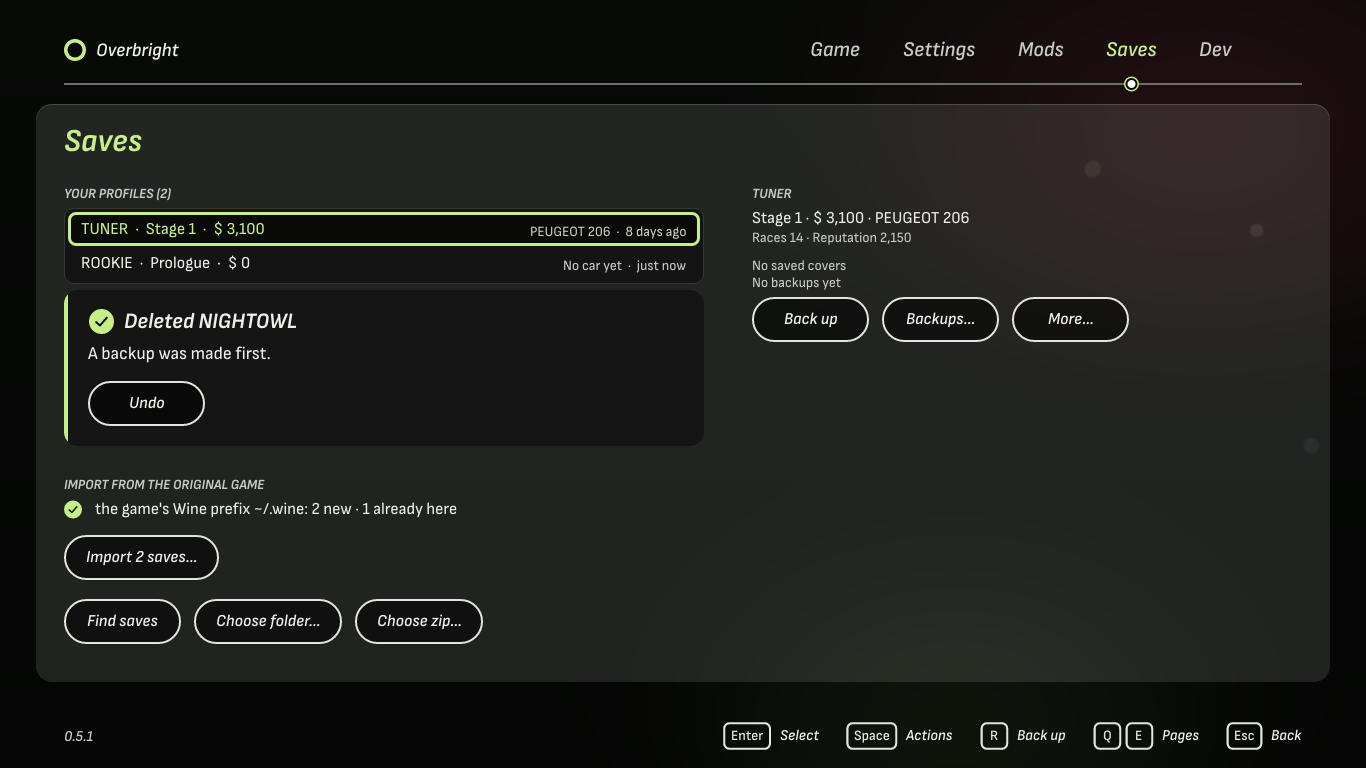 Overbright
Game Settings Mods Saves Dev
Saves
YOUR PROFILES (2)
TUNER · Stage 1 · $ 3,100 PEUGEOT 206 · 8 days ago
ROOKIE · Prologue · $ 0 No car yet · just now
Deleted NIGHTOWL
A backup was made first.
Undo
IMPORT FROM THE ORIGINAL GAME
the game's Wine prefix ~/.wine: 2 new · 1 already here
Import 2 saves...
Find saves Choose folder... Choose zip...
TUNER
Stage 1 · $ 3,100 · PEUGEOT 206
Races 14 · Reputation 2,150
No saved covers
No backups yet
Back up Backups... More...
0.5.1
Enter Select Space Actions R Back up Q E Pages Esc Back